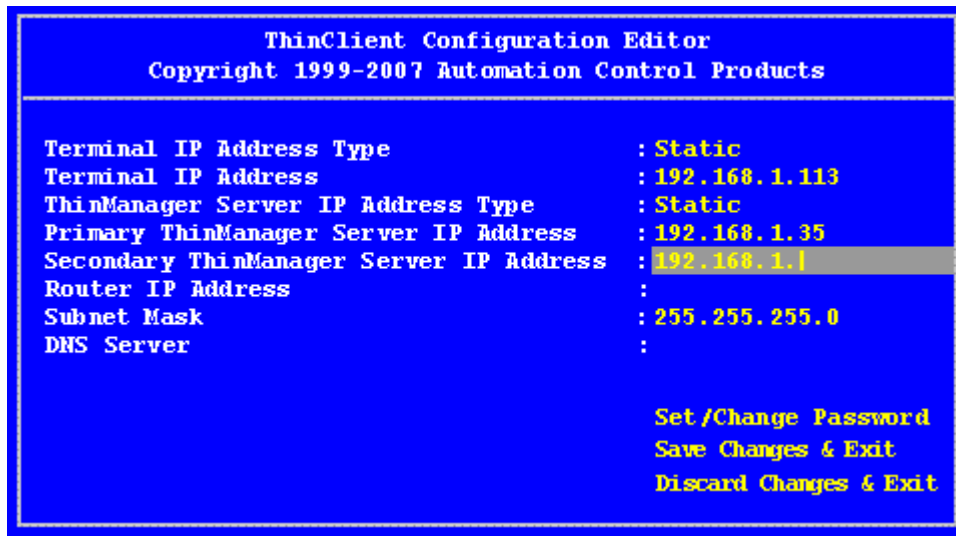 ThinClient Configuration Editor
Copyright 1999-2007 Automation Control Products
Terminal IP Address Type : Static
Terminal IP Address : 192.168.1.113
ThinManager Server IP Address Type : Static
Primary ThinManager Server IP Address : 192.168.1.35
Secondary ThinManager Server IP Address : 192.168.1.
Router IP Address :
Subnet Mask : 255.255.255.0
DNS Server :
Set/Change Password
Save Changes & Exit
Discard Changes & Exit